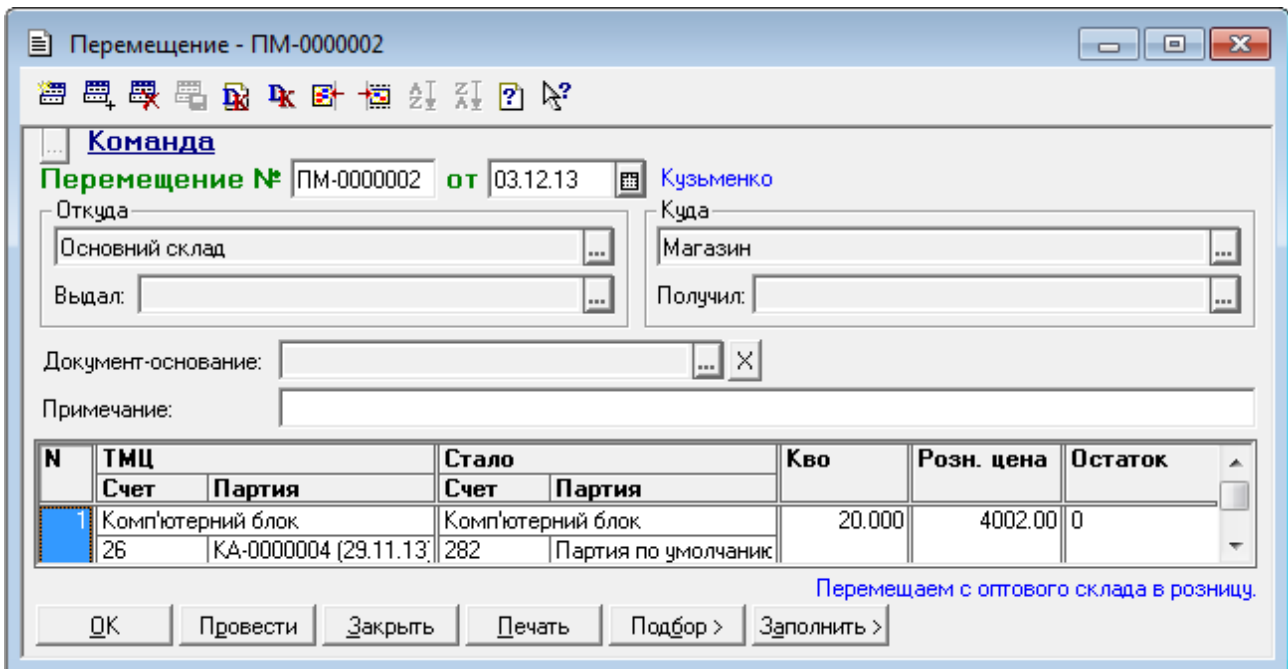 Перемещение - ПМ-0000002
Команда
Перемещение № ПМ-0000002 от 03.12.13 Кузьменко
Откуда Куда
Основний склад ... Магазин ...
Выдал: ... Получил: ...
Документ-основание: ... X
Примечание:
N ТМЦ Стало Кво Розн. цена Остаток
Счет Партия Счет Партия
1 Комп'ютерний блок Комп'ютерний блок 20.000 4002.00 0
26 КА-0000004 (29.11.13) 282 Партия по умолчанию
Перемещаем с оптового склада в розницу.
OK Провести Закрыть Печать Подбор > Заполнить >